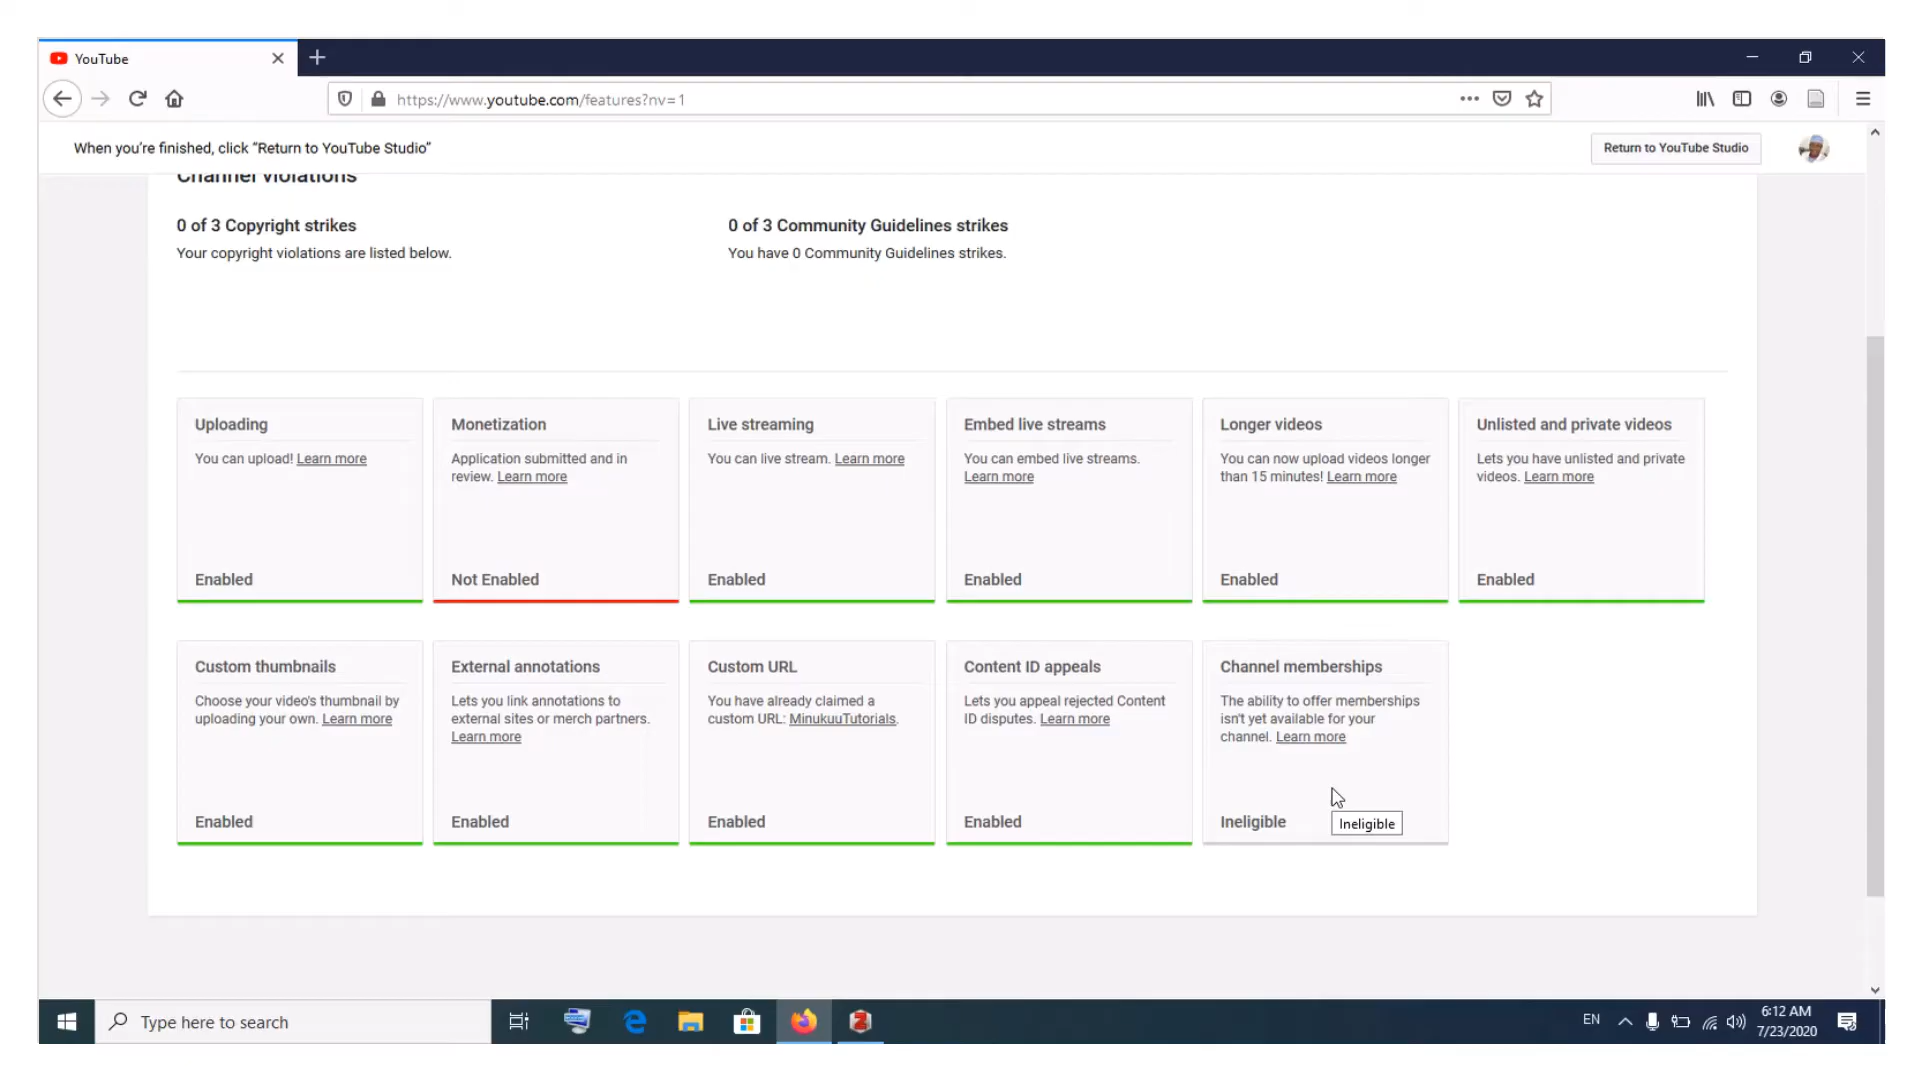 YouTube
https://www.youtube.com/features?nv=1
When you're finished, click “Return to YouTube Studio”
Return to YouTube Studio
Channel violations
0 of 3 Copyright strikes
Your copyright violations are listed below.
0 of 3 Community Guidelines strikes
You have 0 Community Guidelines strikes.
Uploading
You can upload! Learn more
Enabled
Monetization
Application submitted and in
review. Learn more
Not Enabled
Live streaming
You can live stream. Learn more
Enabled
Embed live streams
You can embed live streams.
Learn more
Enabled
Longer videos
You can now upload videos longer
than 15 minutes! Learn more
Enabled
Unlisted and private videos
Lets you have unlisted and private
videos. Learn more
Enabled
Custom thumbnails
Choose your video's thumbnail by
uploading your own. Learn more
Enabled
External annotations
Lets you link annotations to
external sites or merch partners.
Learn more
Enabled
Custom URL
You have already claimed a
custom URL: MinukuuTutorials.
Enabled
Content ID appeals
Lets you appeal rejected Content
ID disputes. Learn more
Enabled
Channel memberships
The ability to offer memberships
isn't yet available for your
channel. Learn more
Ineligible
Ineligible
Type here to search
EN
6:12 AM
7/23/2020